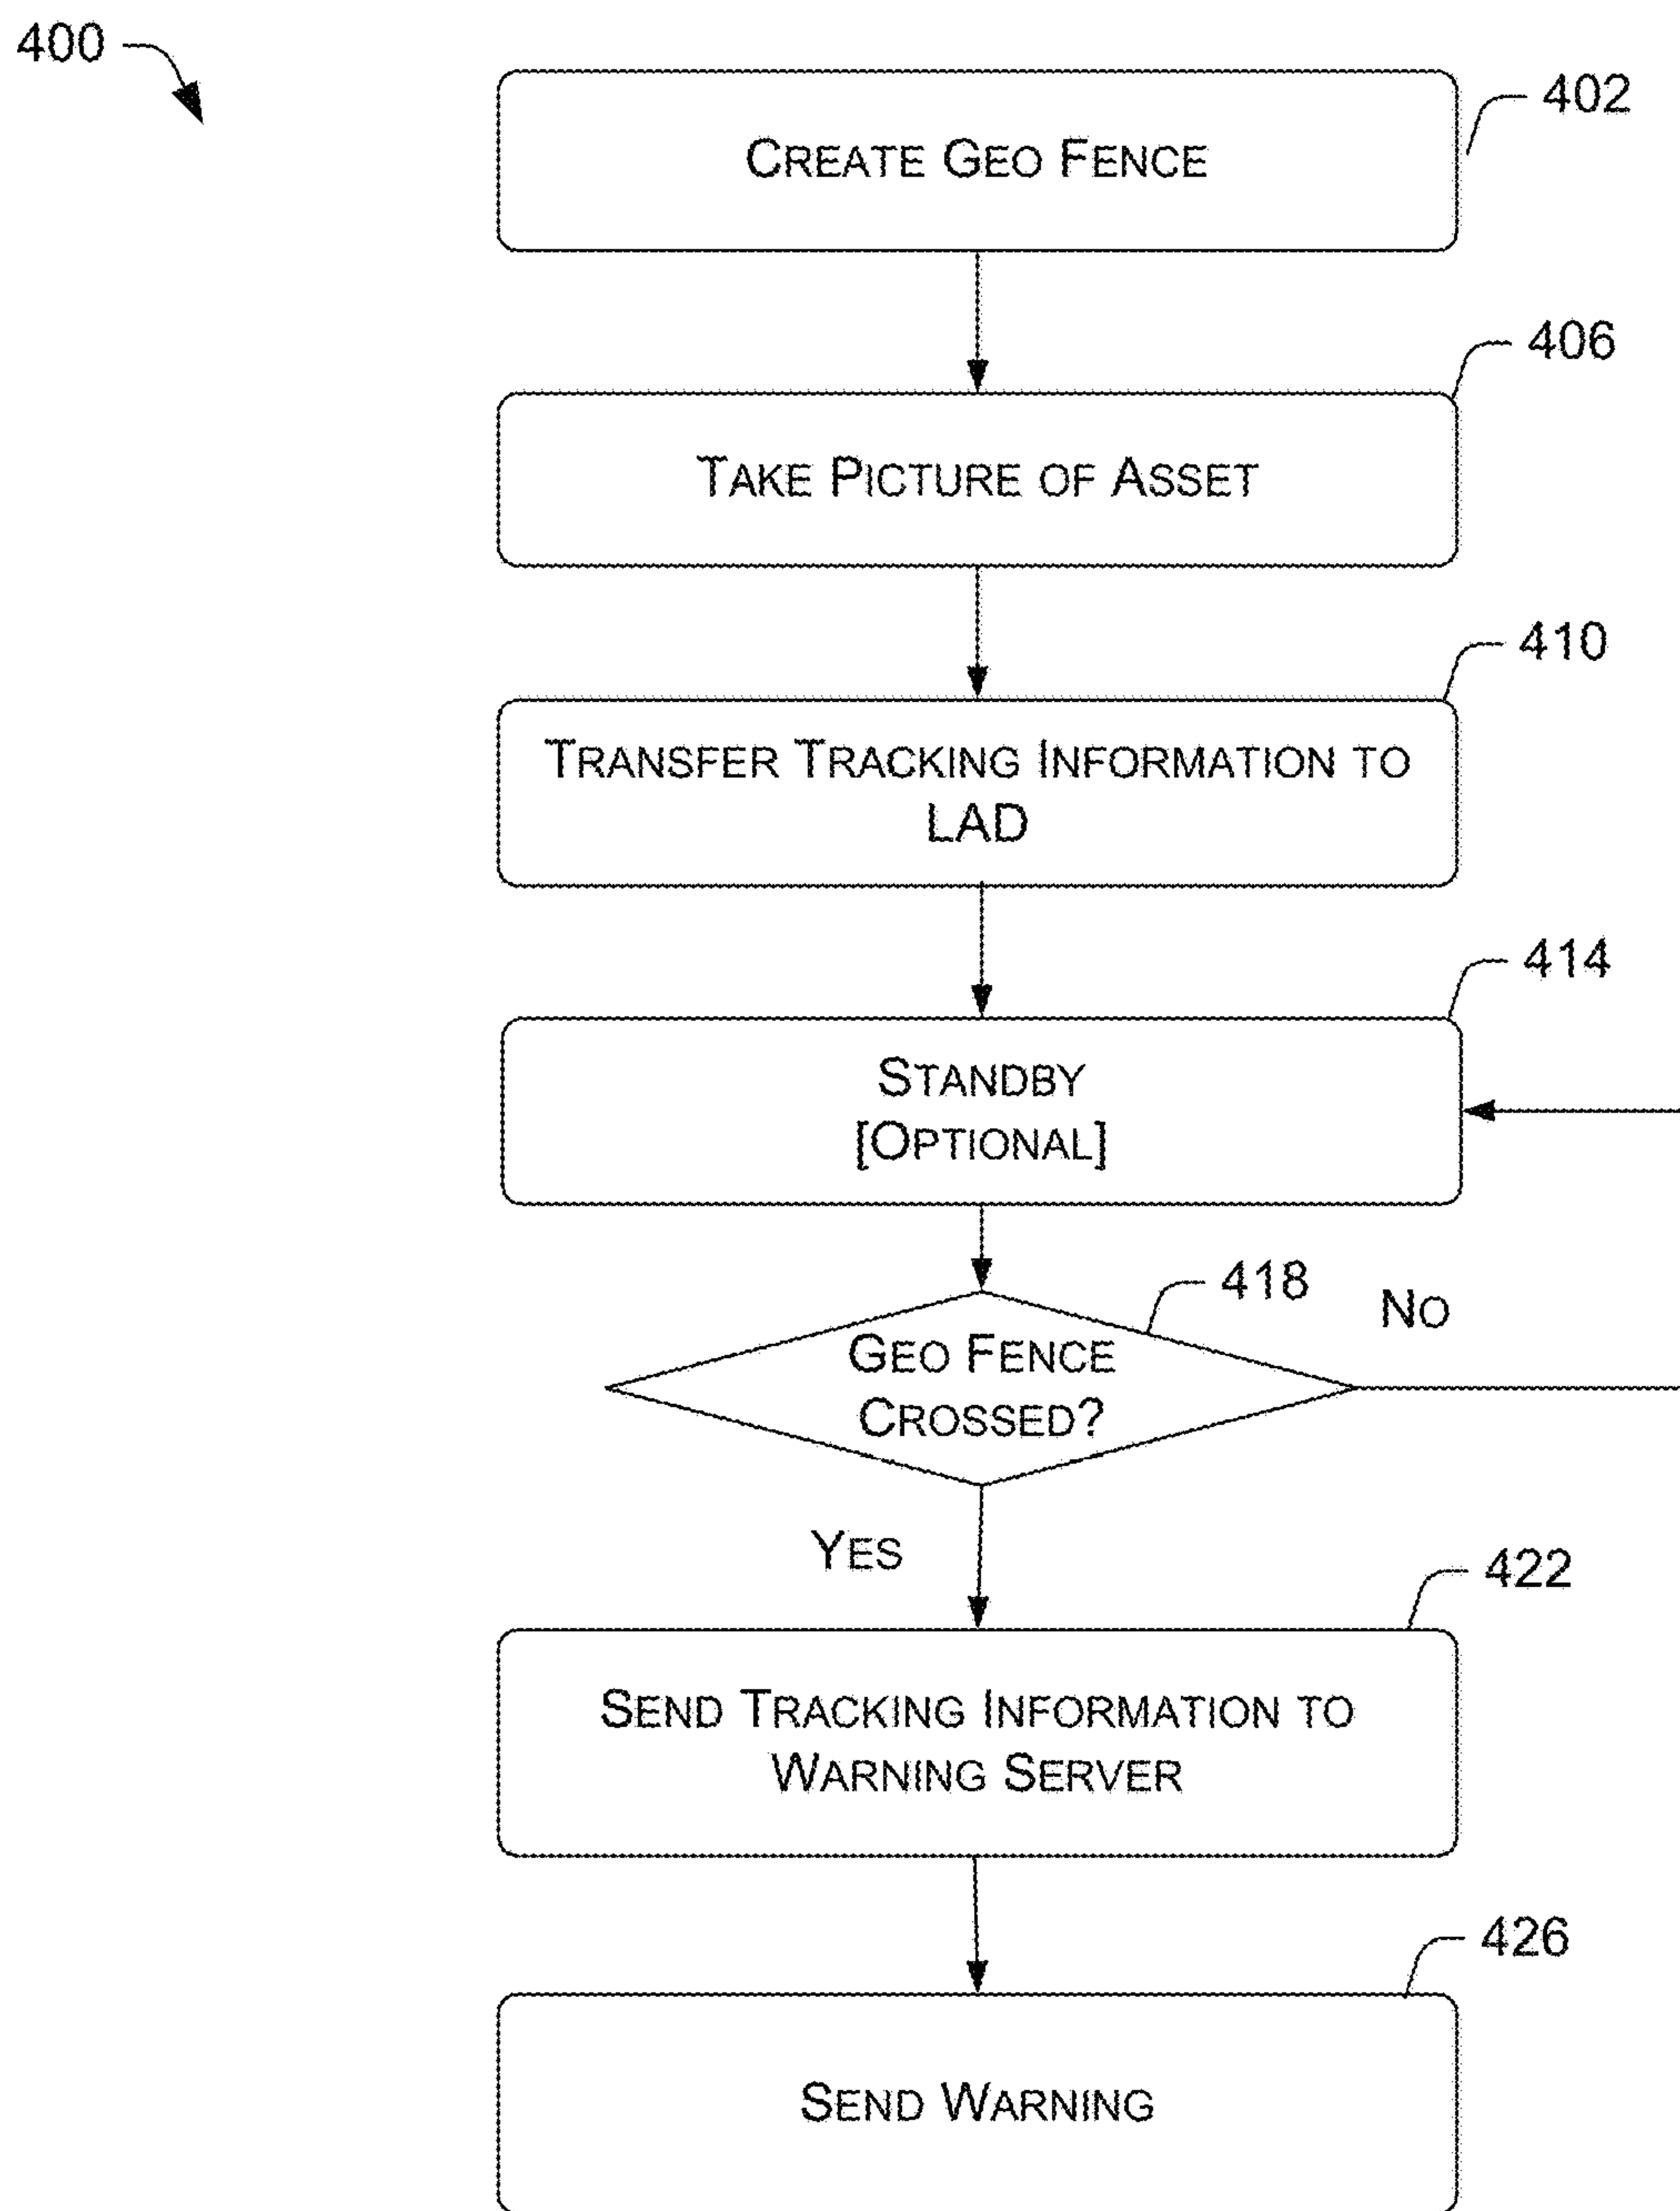 400
CREATE GEO FENCE
402
TAKE PICTURE OF ASSET
406
TRANSFER TRACKING INFORMATION TO
LAD
410
STANDBY
[OPTIONAL]
414
GEO FENCE
CROSSED?
418
NO
YES
SEND TRACKING INFORMATION TO
WARNING SERVER
422
SEND WARNING
426